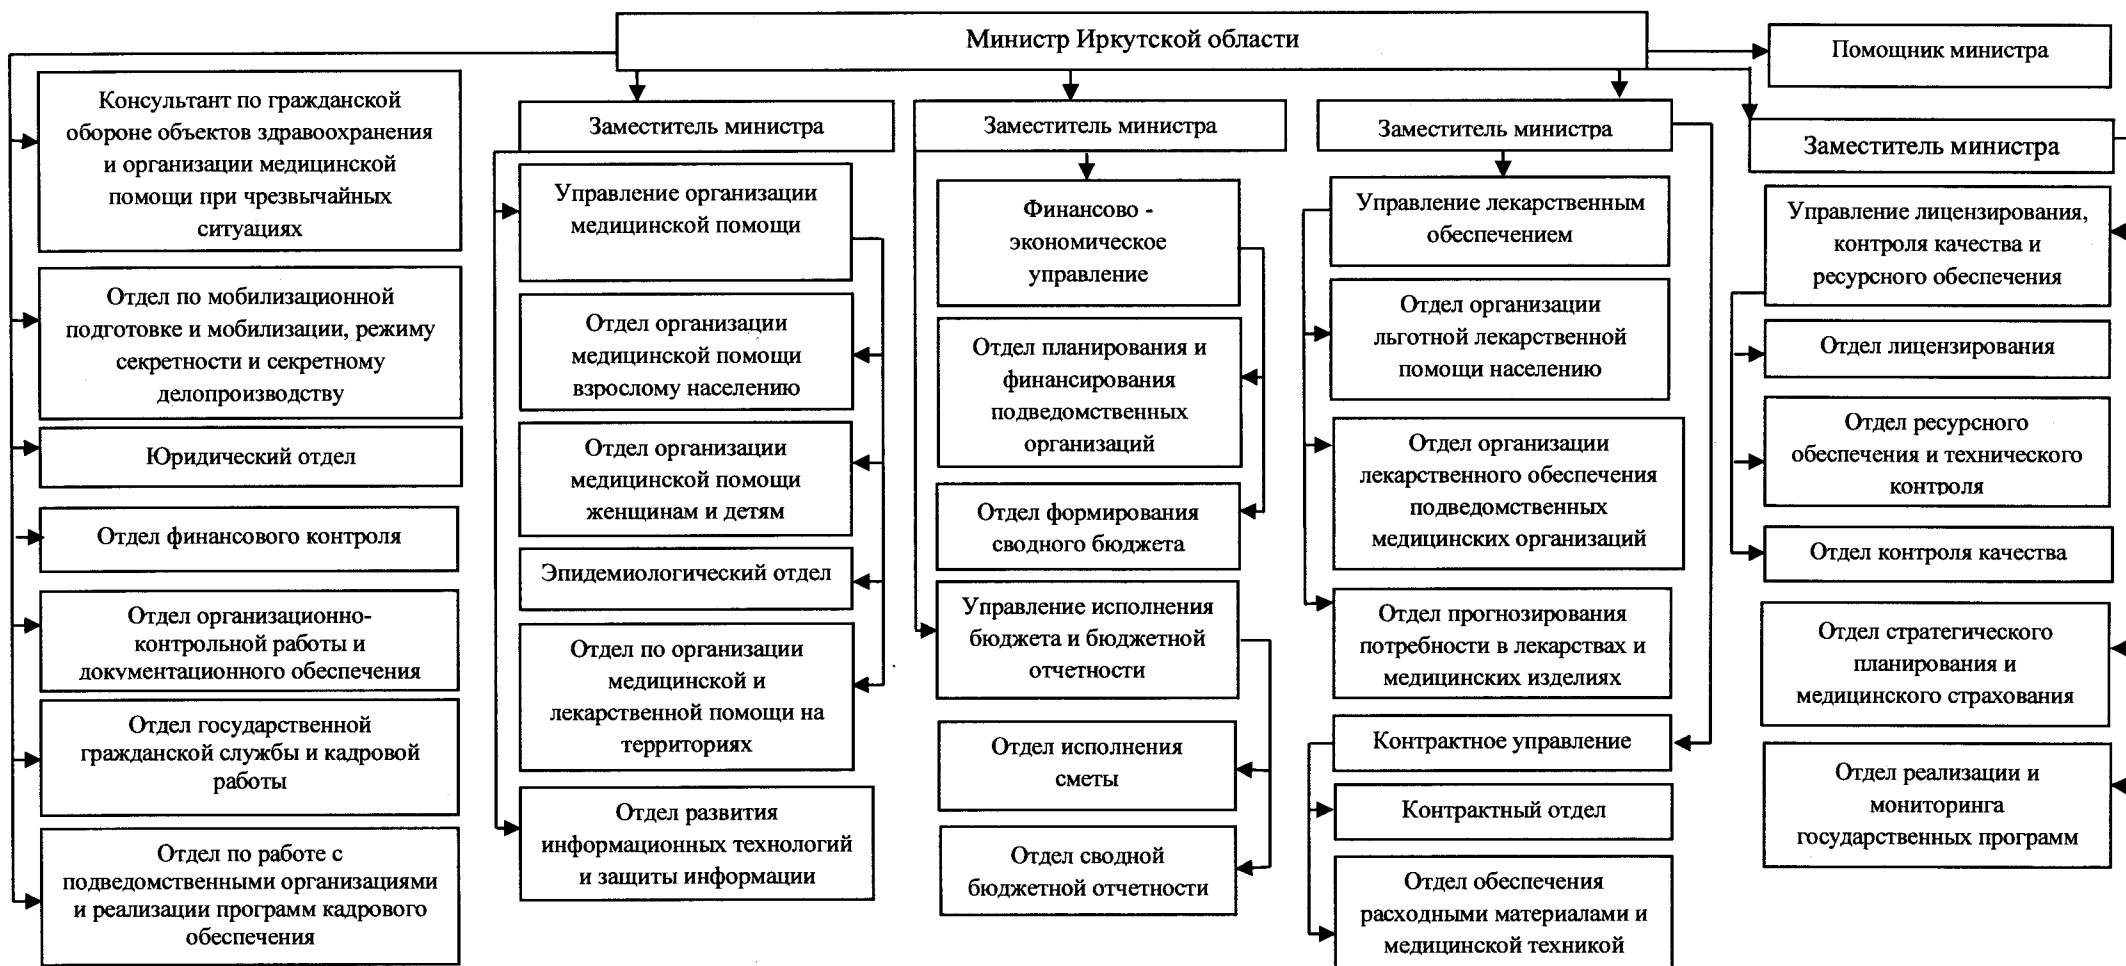 Министр Иркутской области
Помощник министра
Консультант по гражданской
обороне объектов здравоохранения
и организации медицинской
помощи при чрезвычайных
ситуациях
Отдел по мобилизационной
подготовке и мобилизации, режиму
секретности и секретному
делопроизводству
Юридический отдел
Отдел финансового контроля
Отдел организационно-
контрольной работы и
документационного обеспечения
Отдел государственной
гражданской службы и кадровой
работы
Отдел по работе с
подведомственными организациями
и реализации программ кадрового
обеспечения
Заместитель министра
Управление организации
медицинской помощи
Отдел организации
медицинской помощи
взрослому населению
Отдел организации
медицинской помощи
женщинам и детям
Эпидемиологический отдел
Отдел по организации
медицинской и
лекарственной помощи на
территориях
Отдел развития
информационных технологий
и защиты информации
Заместитель министра
Финансово -
экономическое
управление
Отдел планирования и
финансирования
подведомственных
организаций
Отдел формирования
сводного бюджета
Управление исполнения
бюджета и бюджетной
отчетности
Отдел исполнения
сметы
Отдел сводной
бюджетной отчетности
Заместитель министра
Управление лекарственным
обеспечением
Отдел организации
льготной лекарственной
помощи населению
Отдел организации
лекарственного обеспечения
подведомственных
медицинских организаций
Отдел прогнозирования
потребности в лекарствах и
медицинских изделиях
Контрактное управление
Контрактный отдел
Отдел обеспечения
расходными материалами и
медицинской техникой
Заместитель министра
Управление лицензирования,
контроля качества и
ресурсного обеспечения
Отдел лицензирования
Отдел ресурсного
обеспечения и технического
контроля
Отдел контроля качества
Отдел стратегического
планирования и
медицинского страхования
Отдел реализации и
мониторинга
государственных программ